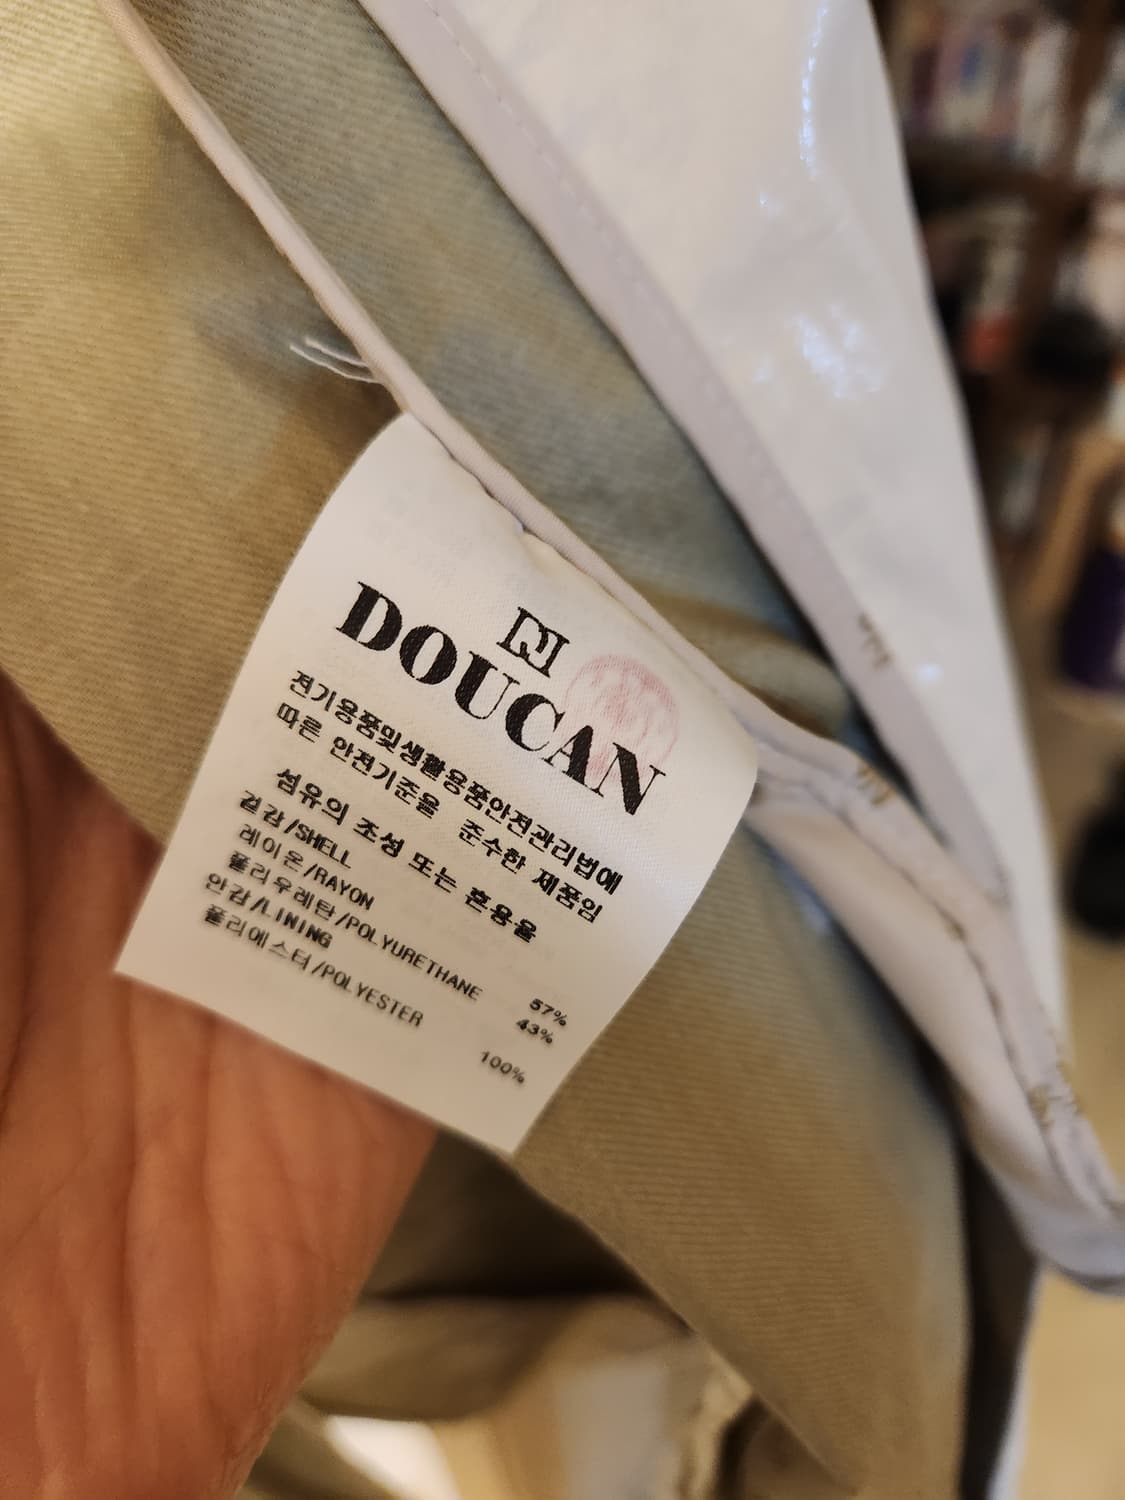 DOUCAN
전기용품및생활용품안전관리법에
따른 안전기준을 준수한 제품임
섬유의 조성 또는 혼용율
겉감/SHELL
레이온/RAYON 57%
폴리우레탄/POLYURETHANE 43%
안감/LINING
폴리에스터/POLYESTER 100%